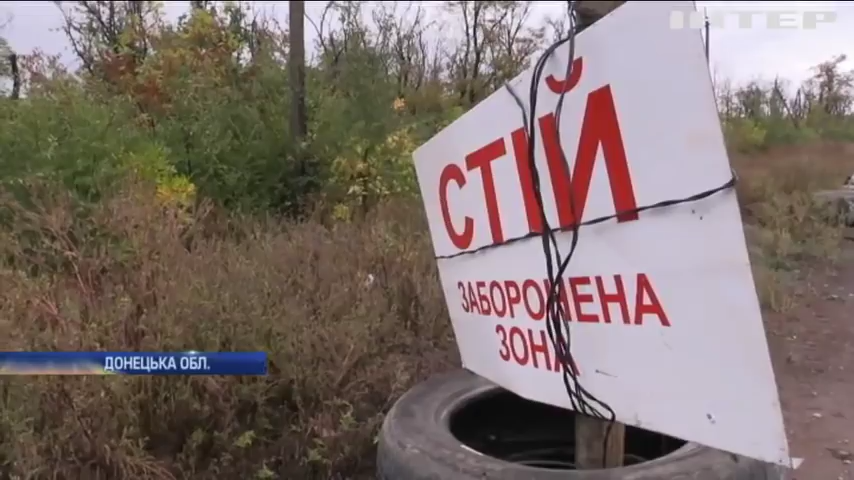 ІНТЕР
СТІЙ
ЗАБОРОНЕНА
ЗОНА
ДОНЕЦЬКА ОБЛ.